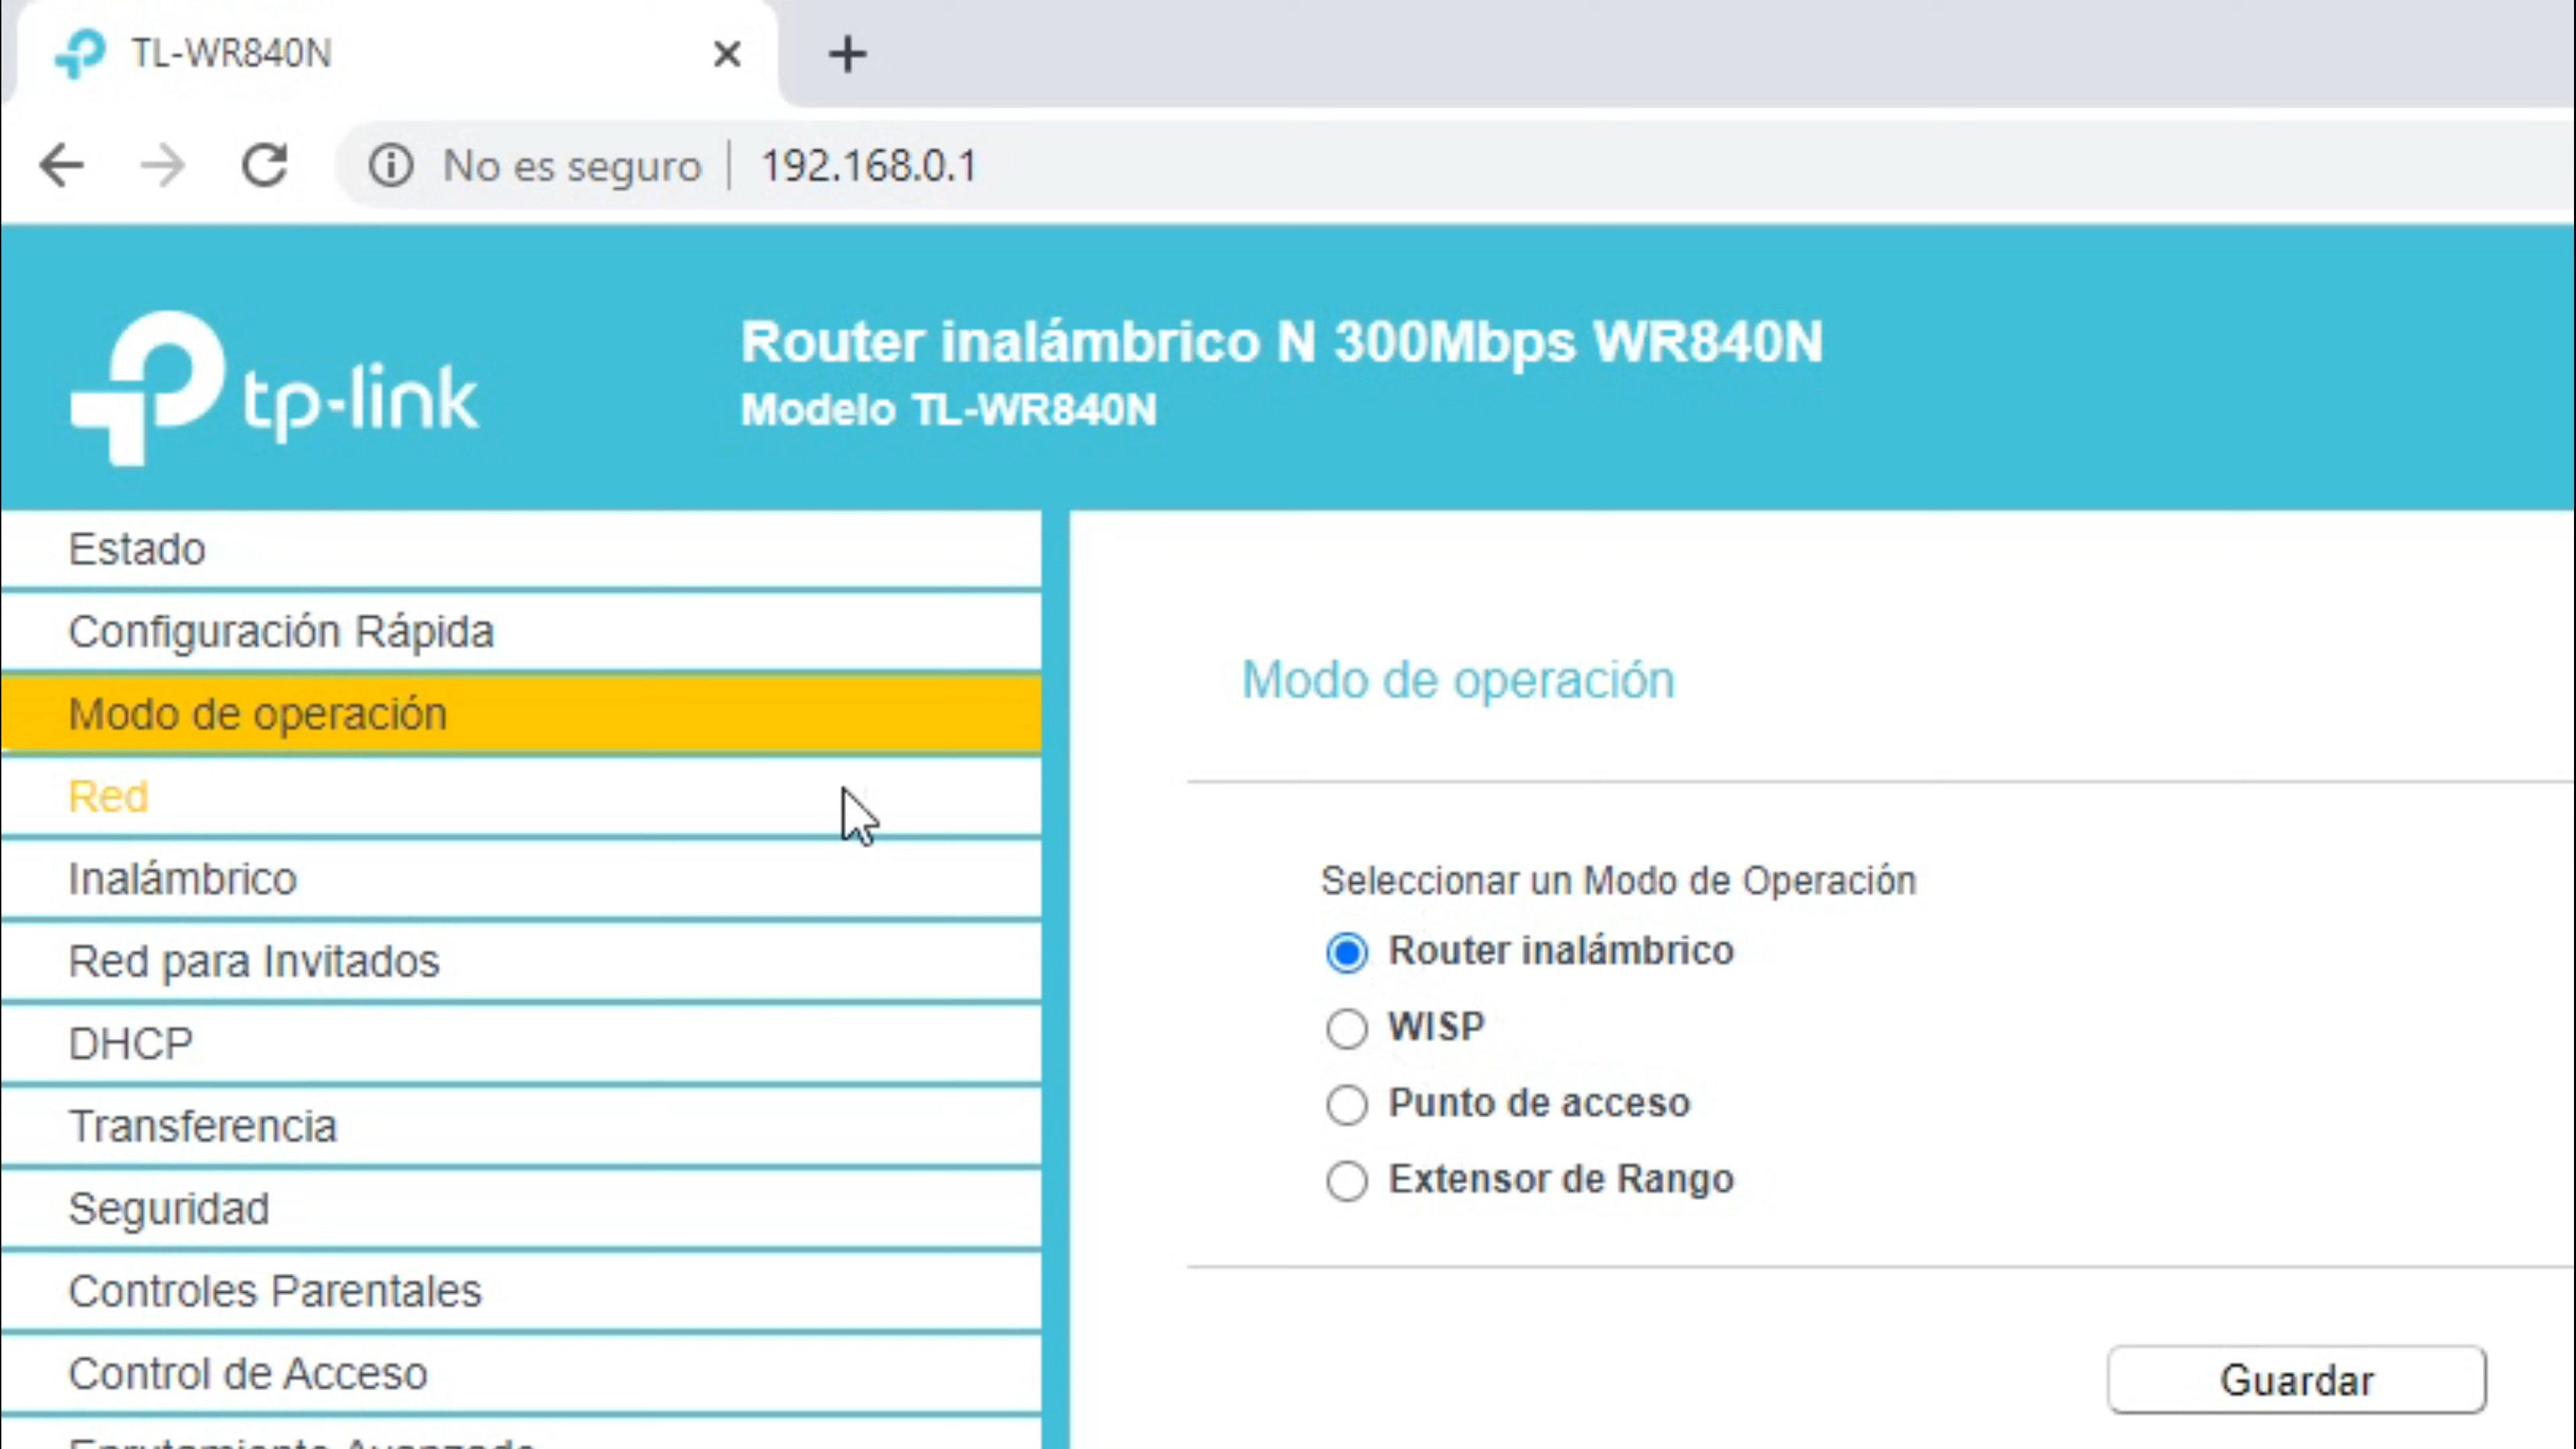 TL-WR840N
No es seguro | 192.168.0.1
tp-link
Router inalámbrico N 300Mbps WR840N
Modelo TL-WR840N
Estado
Configuración Rápida
Modo de operación
Red
Inalámbrico
Red para Invitados
DHCP
Transferencia
Seguridad
Controles Parentales
Control de Acceso
Enrutamiento Avanzado
Modo de operación
Seleccionar un Modo de Operación
Router inalámbrico
WISP
Punto de acceso
Extensor de Rango
Guardar